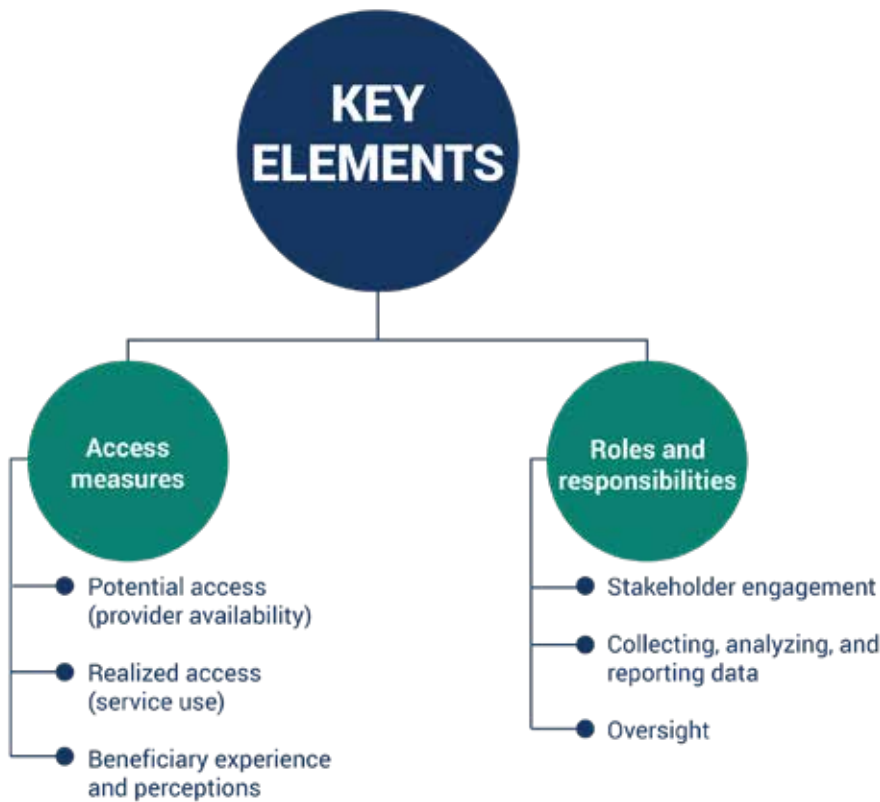 KEY
ELEMENTS
Access
measures
Potential access
(provider availability)
Realized access
(service use)
Beneficiary experience
and perceptions
Roles and
responsibilities
Stakeholder engagement
Collecting, analyzing, and
reporting data
Oversight